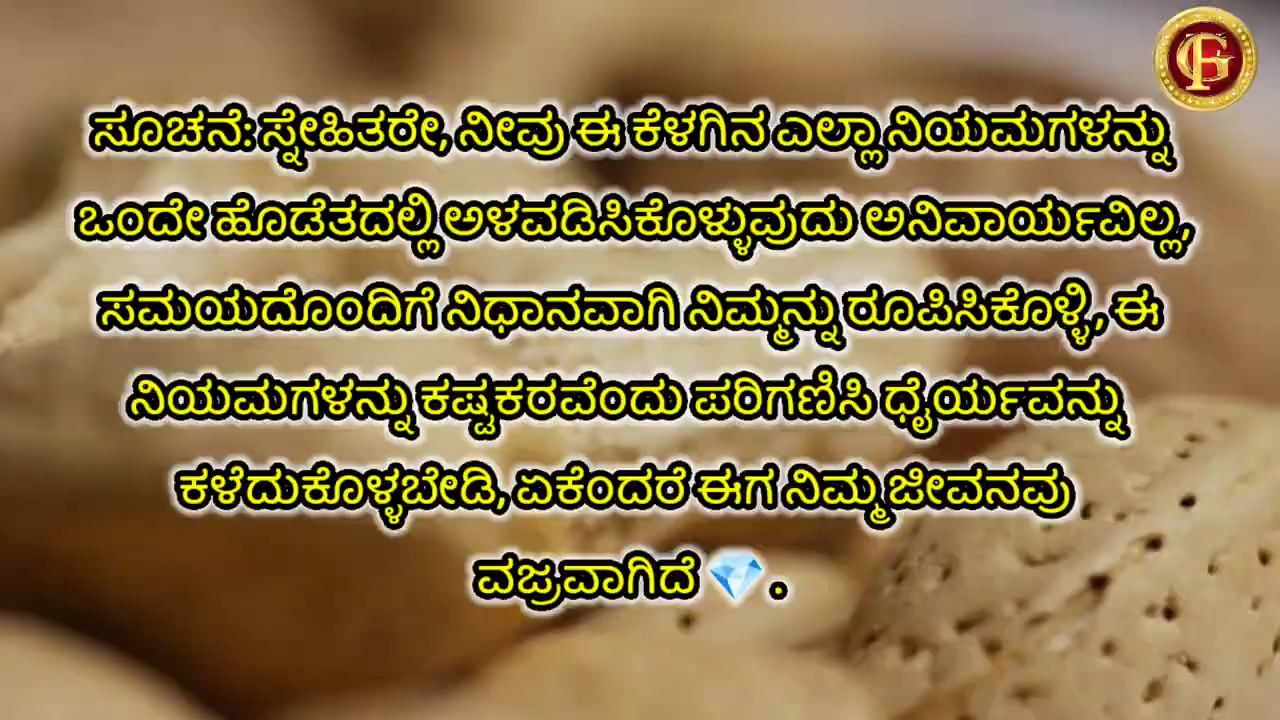 ಸೂಚನೆ: ಸ್ನೇಹಿತರೇ, ನೀವು ಈ ಕೆಳಗಿನ ಎಲ್ಲಾ ನಿಯಮಗಳನ್ನು
ಒಂದೇ ಹೊಡೆತದಲ್ಲಿ ಅಳವಡಿಸಿಕೊಳ್ಳುವುದು ಅನಿವಾರ್ಯವಿಲ್ಲ,
ಸಮಯದೊಂದಿಗೆ ನಿಧಾನವಾಗಿ ನಿಮ್ಮನ್ನು ರೂಪಿಸಿಕೊಳ್ಳಿ, ಈ
ನಿಯಮಗಳನ್ನು ಕಷ್ಟಕರವೆಂದು ಪರಿಗಣಿಸಿ ಧೈರ್ಯವನ್ನು
ಕಳೆದುಕೊಳ್ಳಬೇಡಿ, ಏಕೆಂದರೆ ಈಗ ನಿಮ್ಮ ಜೀವನವು
ವಜ್ರವಾಗಿದೆ 💎 .